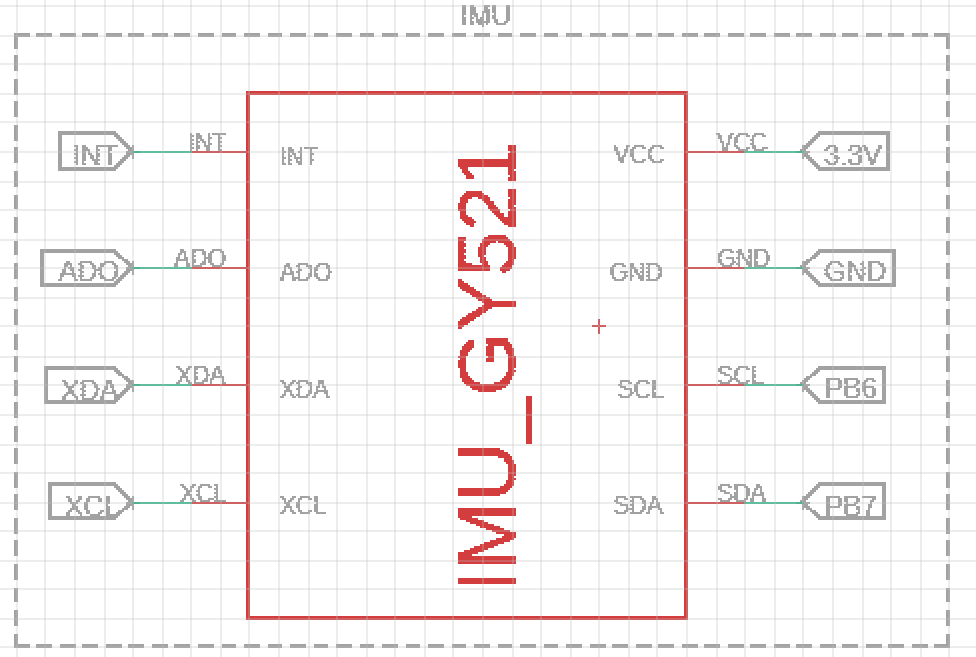 IMU
INT INT INT VCC VCC 3.3V
ADO ADO ADO GND GND GND
XDA XDA XDA SCL SCL PB6
XCL XCL XCL SDA SDA PB7
IMU_GY521